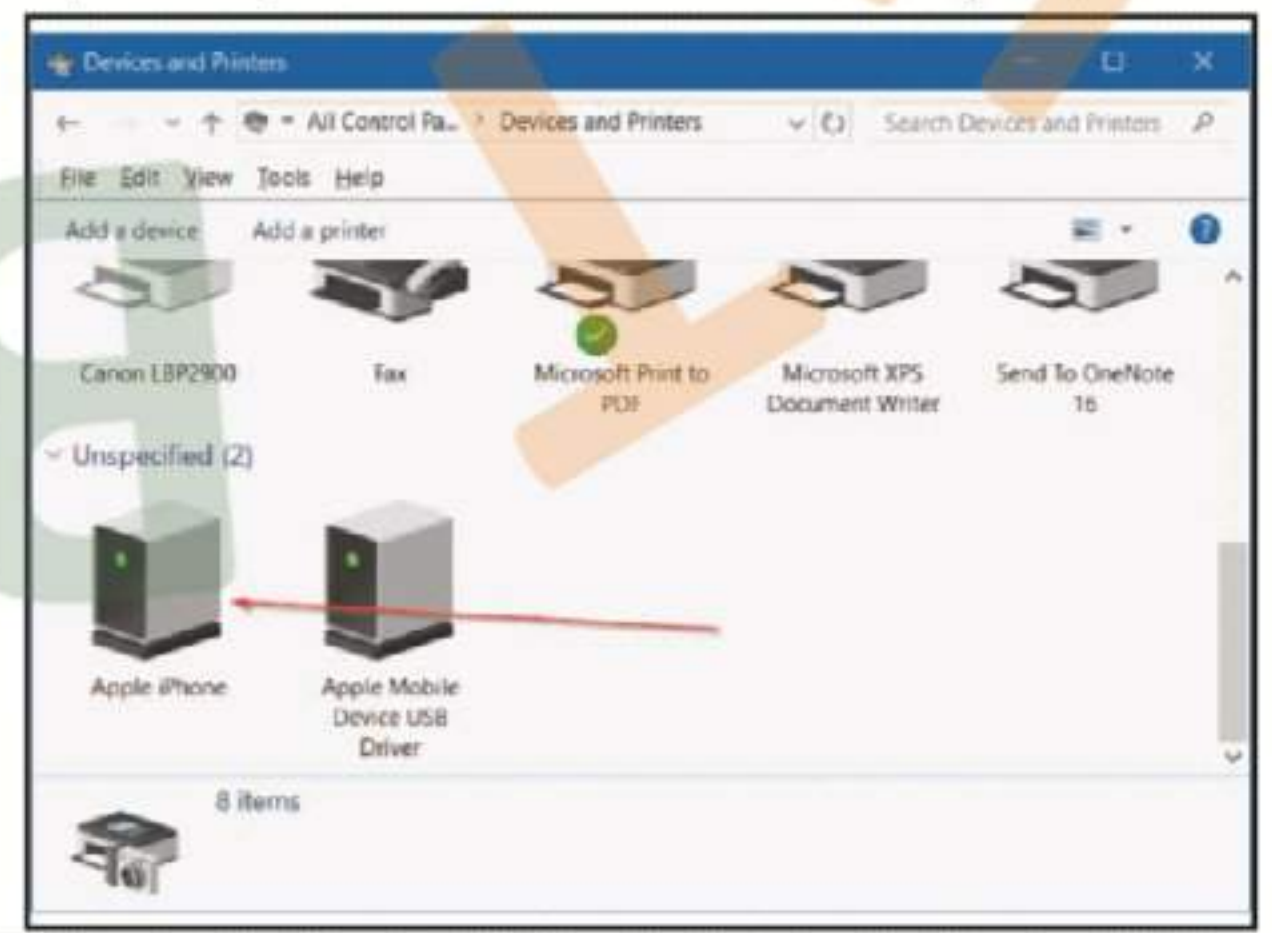 Devices and Printers
All Control Pa... > Devices and Printers
Search Devices and Printers
File Edit View Tools Help
Add a device Add a printer
Canon LBP2900
Fax
Microsoft Print to
PDF
Microsoft XPS
Document Writer
Send To OneNote
16
Unspecified (2)
Apple iPhone
Apple Mobile
Device USB
Driver
8 items